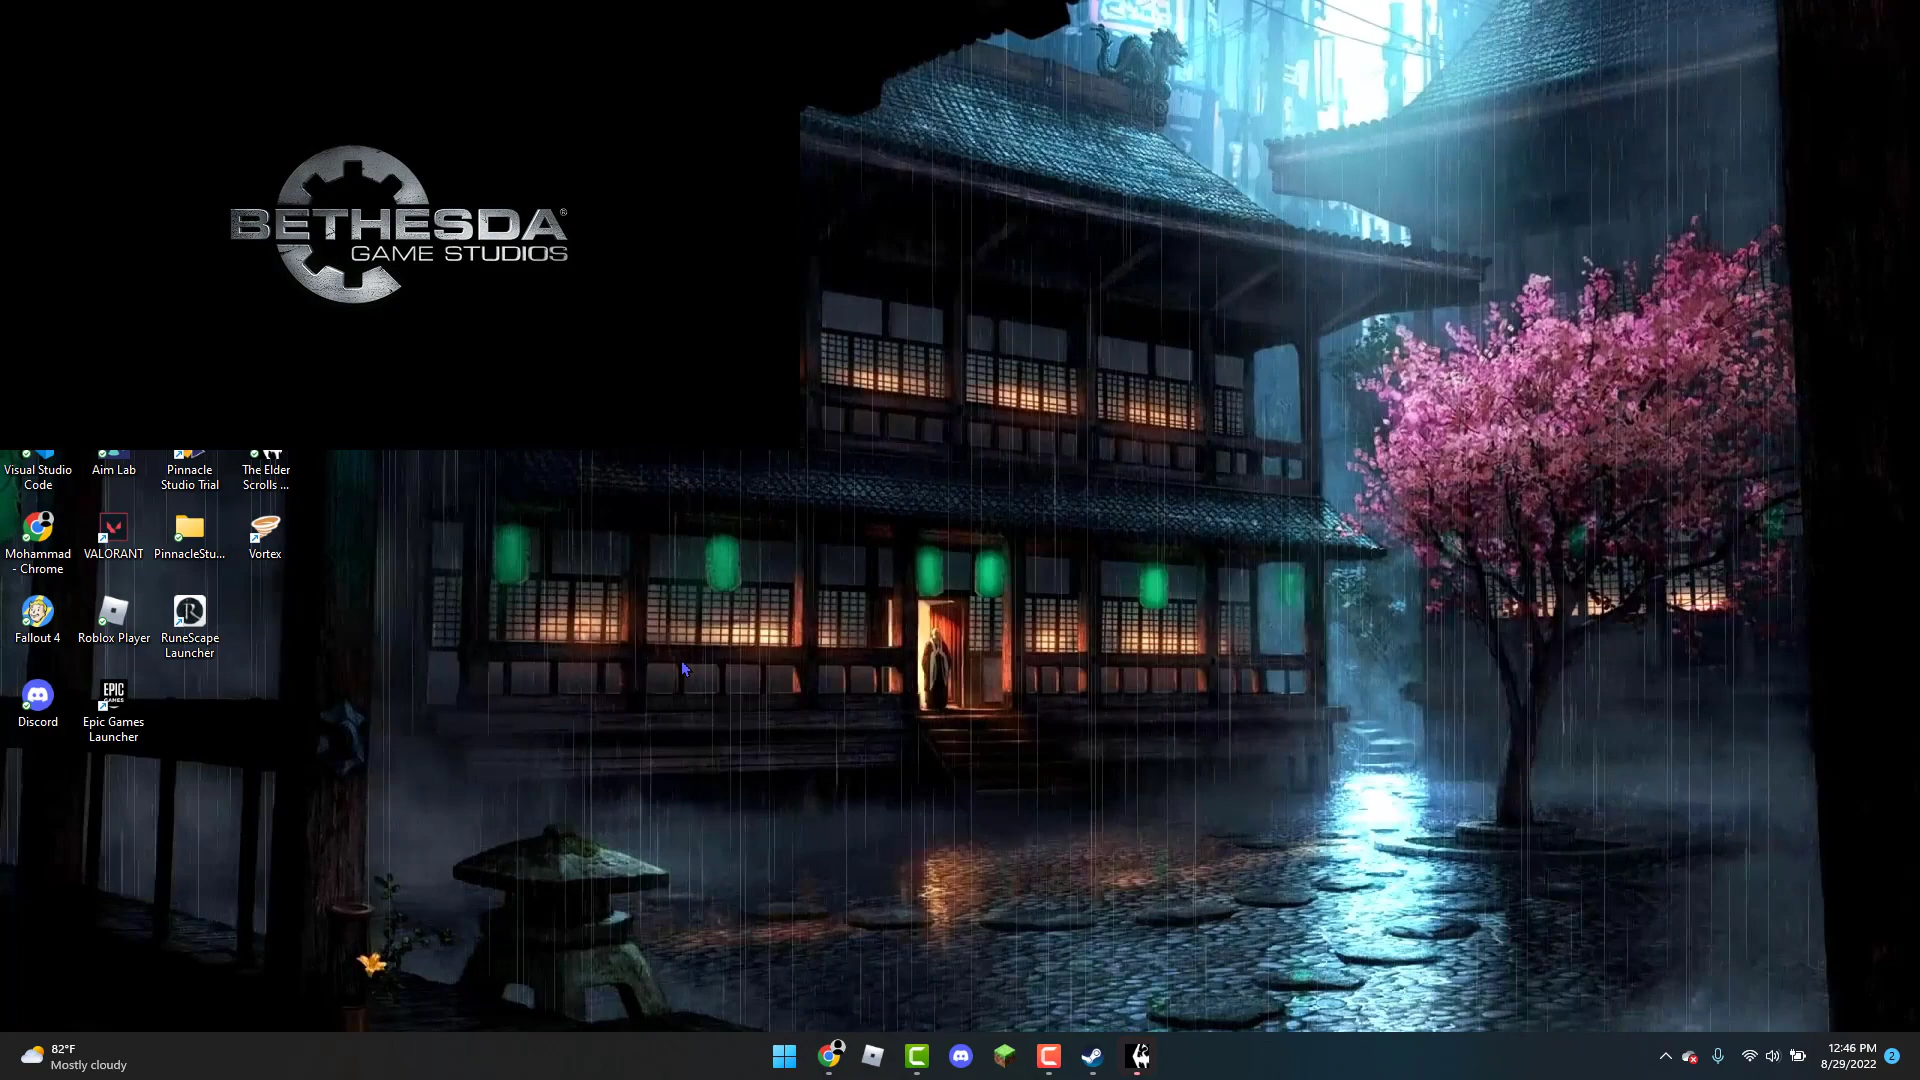 BETHESDA®
GAME STUDIOS
Visual Studio
Code
Aim Lab
Pinnacle
Studio Trial
The Elder
Scrolls ...
Mohammad
- Chrome
VALORANT
PinnacleStu...
Vortex
Fallout 4
Roblox Player
RuneScape
Launcher
Discord
EPIC
GAMES
Epic Games
Launcher
82°F
Mostly cloudy
12:46 PM
8/29/2022
2